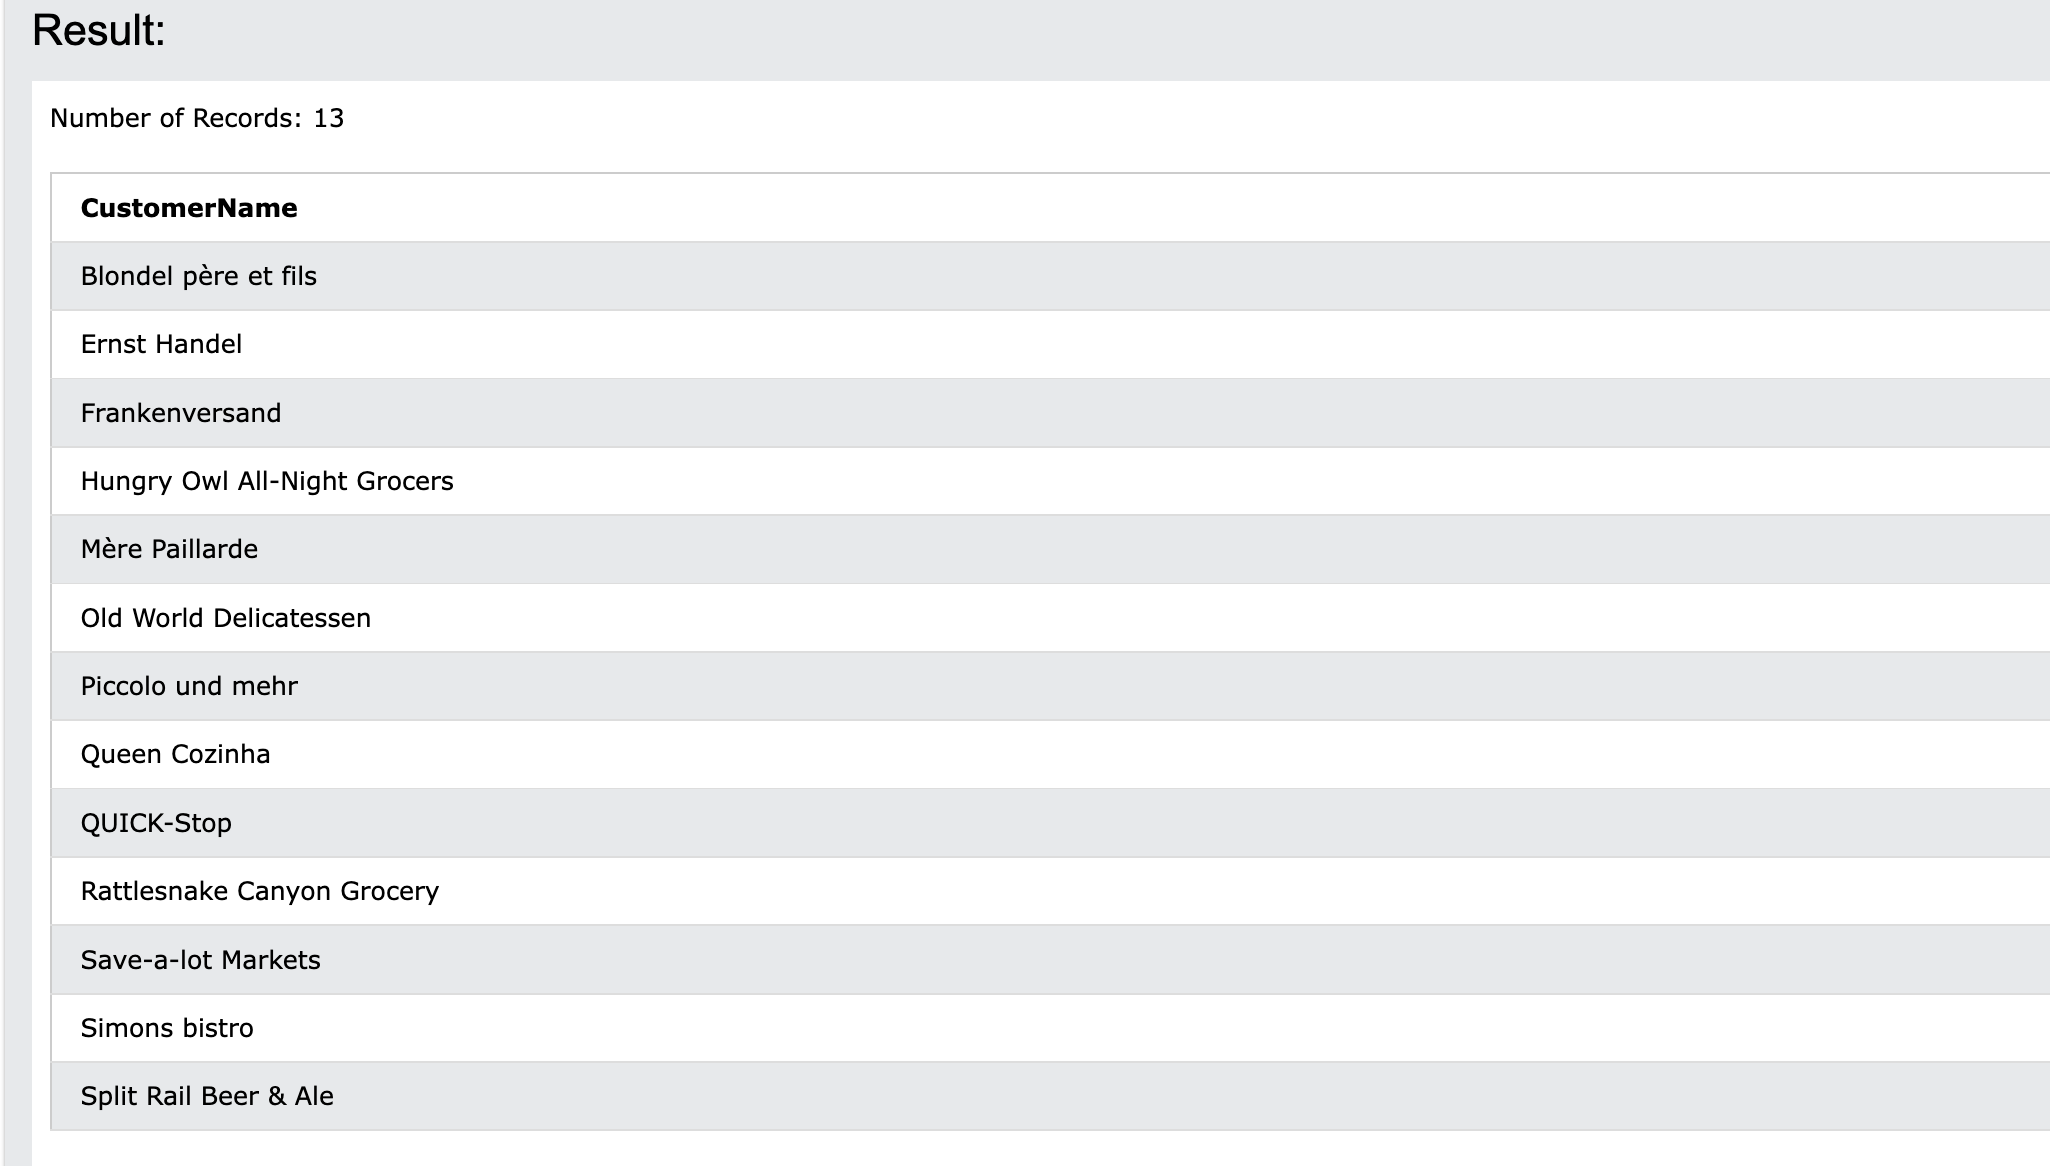 Result:
Number of Records: 13
CustomerName
Blondel père et fils
Ernst Handel
Frankenversand
Hungry Owl All-Night Grocers
Mère Paillarde
Old World Delicatessen
Piccolo und mehr
Queen Cozinha
QUICK-Stop
Rattlesnake Canyon Grocery
Save-a-lot Markets
Simons bistro
Split Rail Beer & Ale